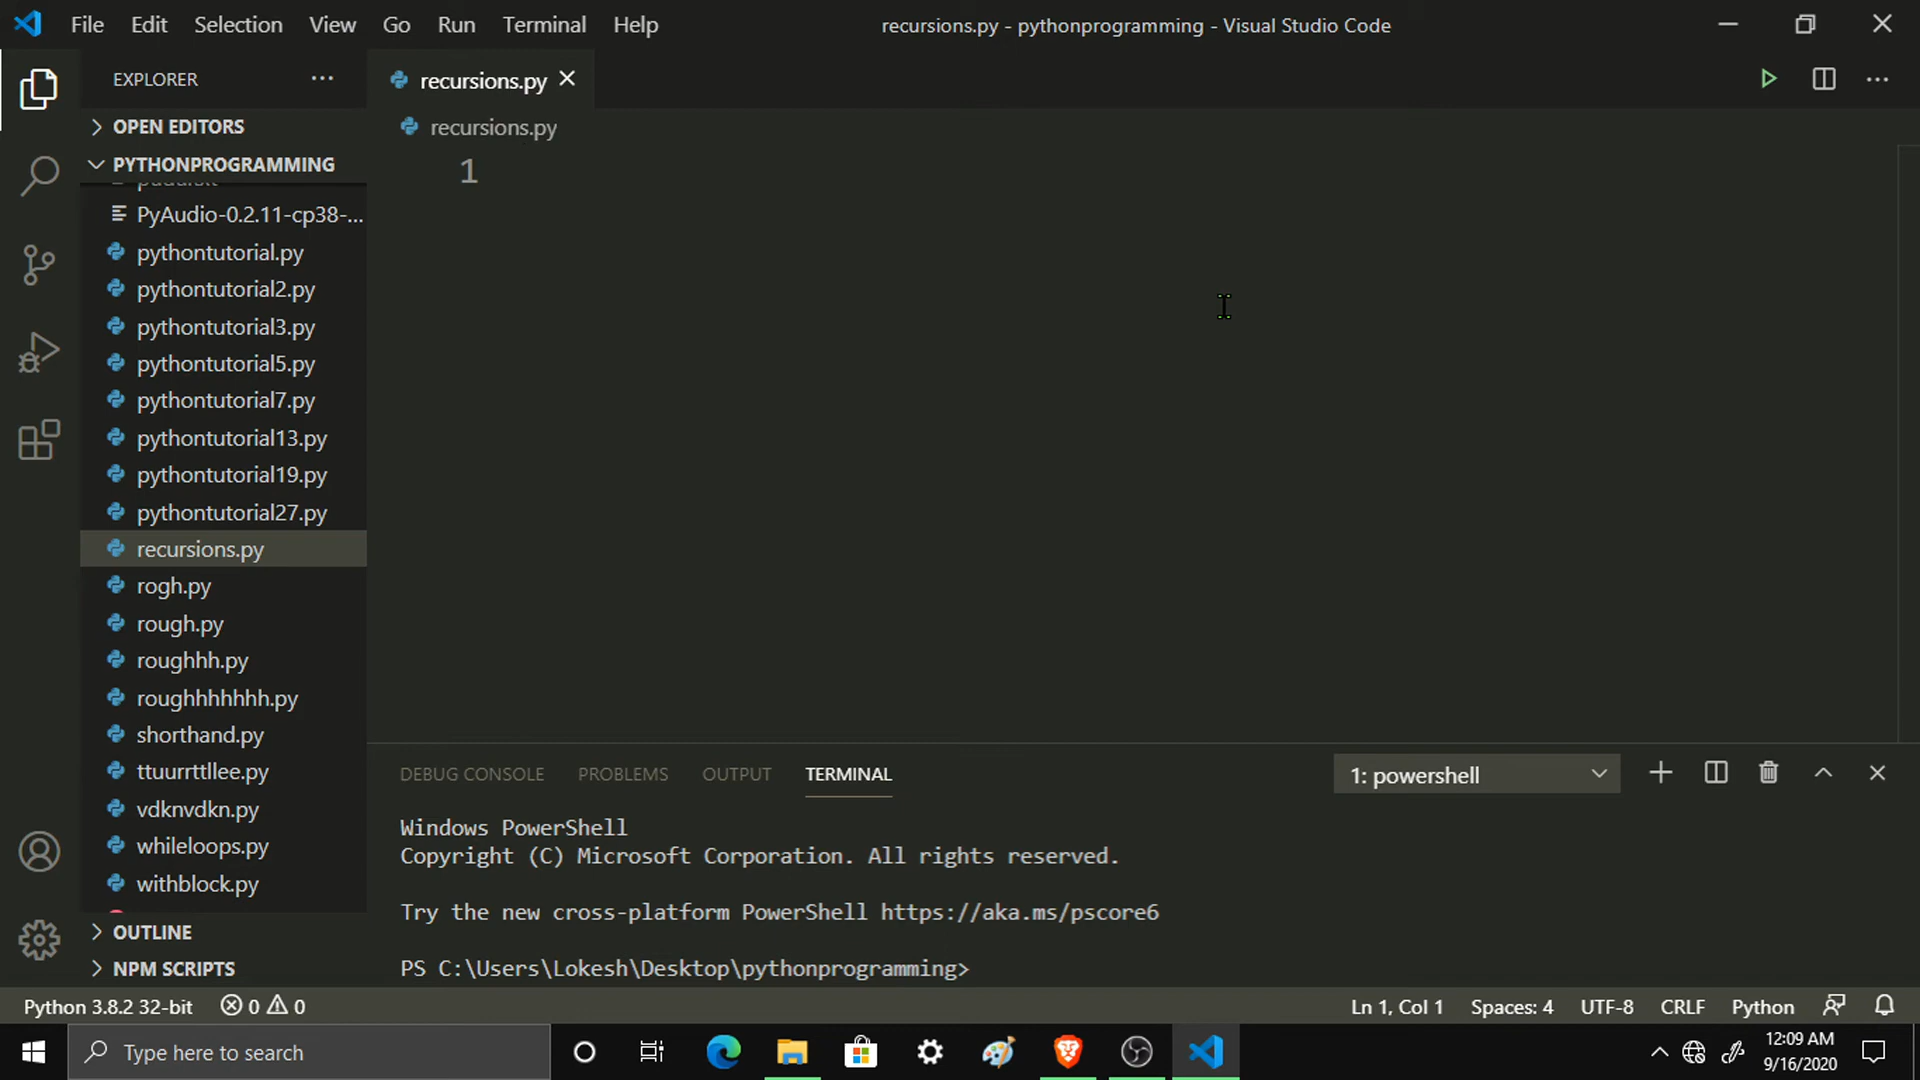 File Edit Selection View Go Run Terminal Help
recursions.py - pythonprogramming - Visual Studio Code
EXPLORER
recursions.py
OPEN EDITORS
recursions.py
PYTHONPROGRAMMING
1
PyAudio-0.2.11-cp38-...
pythontutorial.py
pythontutorial2.py
pythontutorial3.py
pythontutorial5.py
pythontutorial7.py
pythontutorial13.py
pythontutorial19.py
pythontutorial27.py
recursions.py
rogh.py
rough.py
roughhh.py
roughhhhhhh.py
shorthand.py
ttuurrttllee.py
vdknvdkn.py
whileloops.py
withblock.py
OUTLINE
NPM SCRIPTS
DEBUG CONSOLE PROBLEMS OUTPUT TERMINAL
1: powershell
Windows PowerShell
Copyright (C) Microsoft Corporation. All rights reserved.
Try the new cross-platform PowerShell https://aka.ms/pscore6
PS C:\Users\Lokesh\Desktop\pythonprogramming>
Python 3.8.2 32-bit 0 0
Ln 1, Col 1 Spaces: 4 UTF-8 CRLF Python
Type here to search
12:09 AM
9/16/2020